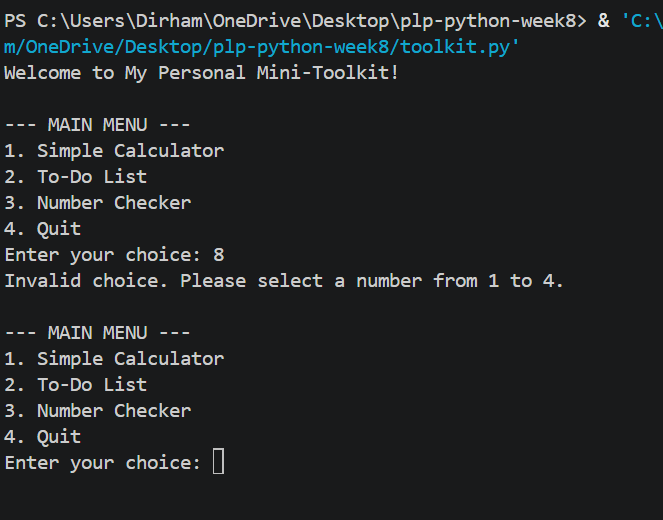 PS C:\Users\Dirham\OneDrive\Desktop\plp-python-week8> & 'C:\
m/OneDrive/Desktop/plp-python-week8/toolkit.py'
Welcome to My Personal Mini-Toolkit!

--- MAIN MENU ---
1. Simple Calculator
2. To-Do List
3. Number Checker
4. Quit
Enter your choice: 8
Invalid choice. Please select a number from 1 to 4.

--- MAIN MENU ---
1. Simple Calculator
2. To-Do List
3. Number Checker
4. Quit
Enter your choice: